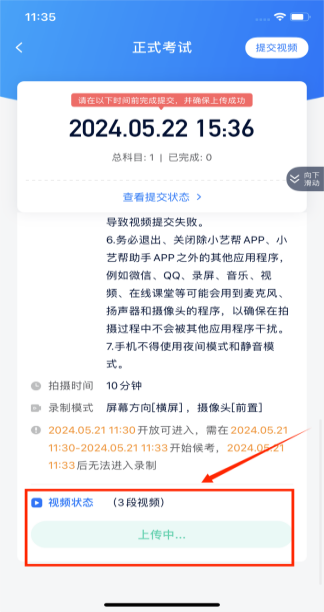 11:35
正式考试
提交视频
请在以下时间前完成提交，并确保上传成功
2024.05.22 15:36
总科目: 1 | 已完成: 0
向下
滑动
查看提交状态 >
导致视频提交失败。
6.务必退出、关闭除小艺帮 APP、小
艺帮助手 APP 之外的其他应用程序，
例如微信、QQ、录屏、音乐、视
频、在线课堂等可能会用到麦克风、
扬声器和摄像头的程序，以确保在拍
摄过程中不会被其他应用程序干扰。
7.手机不得使用夜间模式和静音模
式。
拍摄时间 10 分钟
录制模式 屏幕方向[横屏] ，摄像头[前置]
2024.05.21 11:30开放可进入，需在2024.05.21
11:30-2024.05.21 11:33开始候考，2024.05.21
11:33后无法进入录制
视频状态 （3 段视频）
上传中...